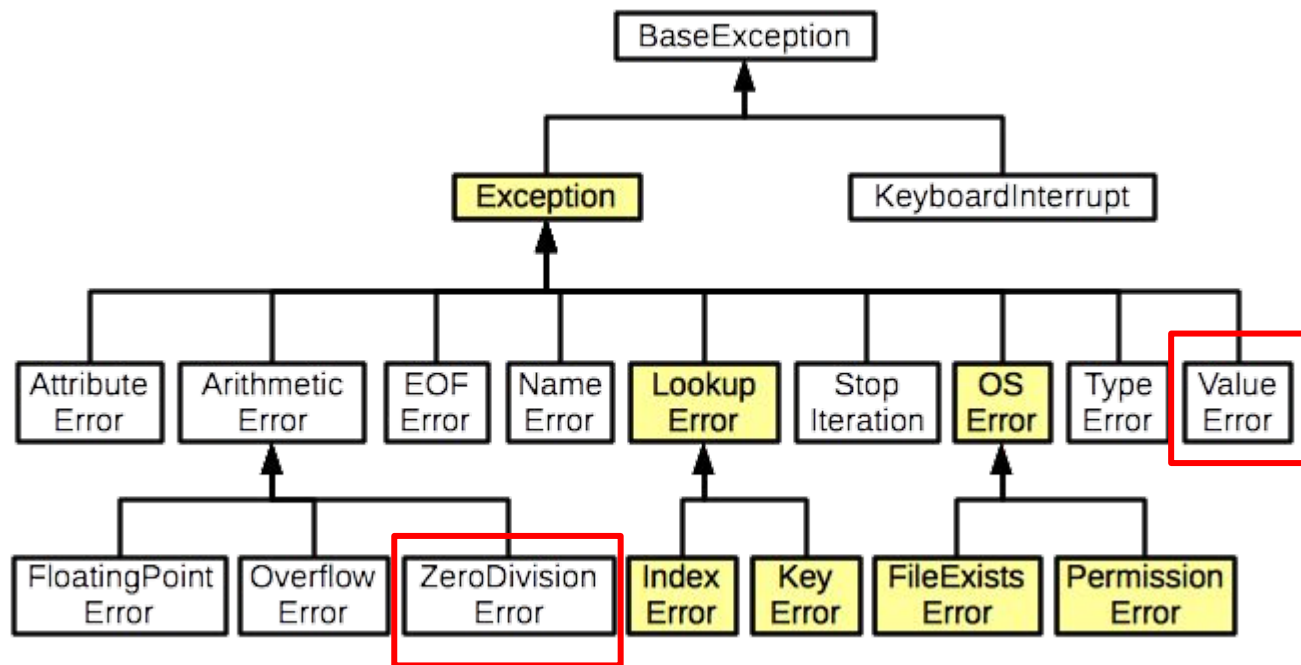 BaseException
Exception
KeyboardInterrupt
Attribute
Error
Arithmetic
Error
EOF
Error
Name
Error
Lookup
Error
Stop
Iteration
OS
Error
Type
Error
Value
Error
FloatingPoint
Error
Overflow
Error
ZeroDivision
Error
Index
Error
Key
Error
FileExists
Error
Permission
Error